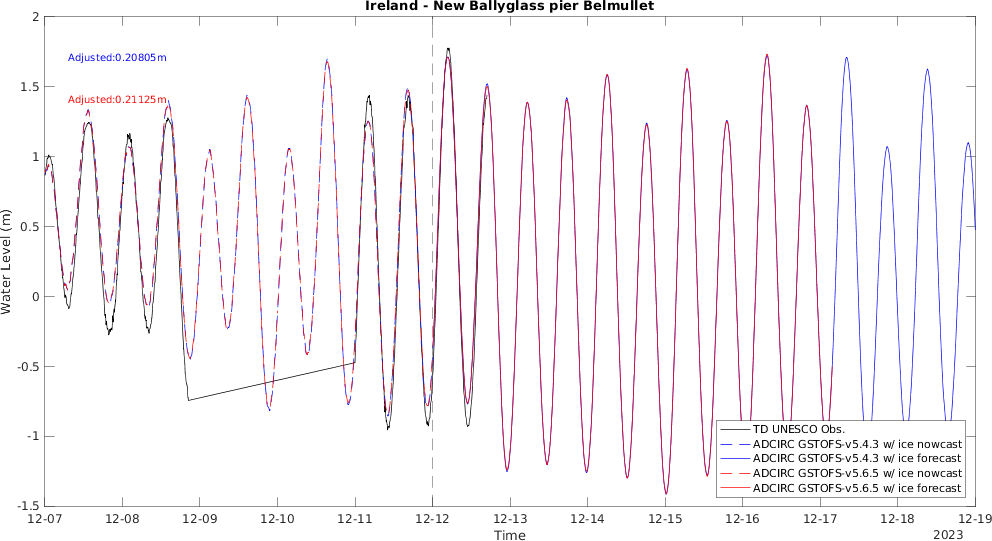 Ireland - New Ballyglass pier Belmullet
2
Adjusted:0.20805m
1.5
Adjusted:0.21125m
1
0.5
0
-0.5
-1
-1.5
Water Level (m)
TD UNESCO Obs.
ADCIRC GSTOFS-v5.4.3 w/ ice nowcast
ADCIRC GSTOFS-v5.4.3 w/ ice forecast
ADCIRC GSTOFS-v5.6.5 w/ ice nowcast
ADCIRC GSTOFS-v5.6.5 w/ ice forecast
12-07 12-08 12-09 12-10 12-11 12-12 12-13 12-14 12-15 12-16 12-17 12-18 12-19
Time
2023